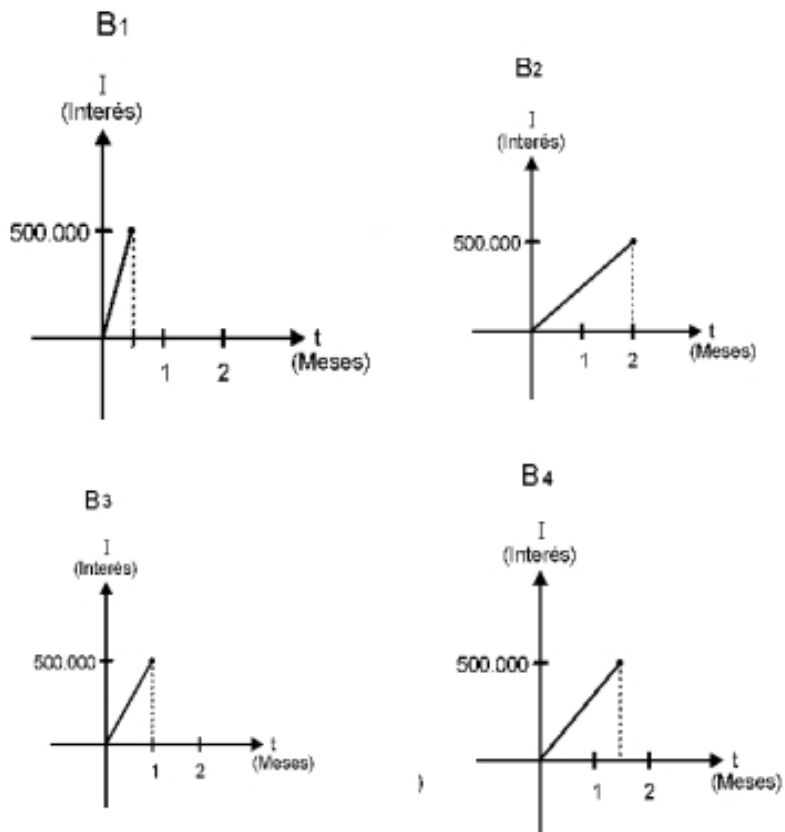 B1
I
(Interés)
500.000
t
1
2
(Meses)
B2
I
(Interés)
500.000
t
1
2
(Meses)
B3
I
(Interés)
500.000
t
1
2
(Meses)
B4
I
(Interés)
500.000
t
1
2
(Meses)
)